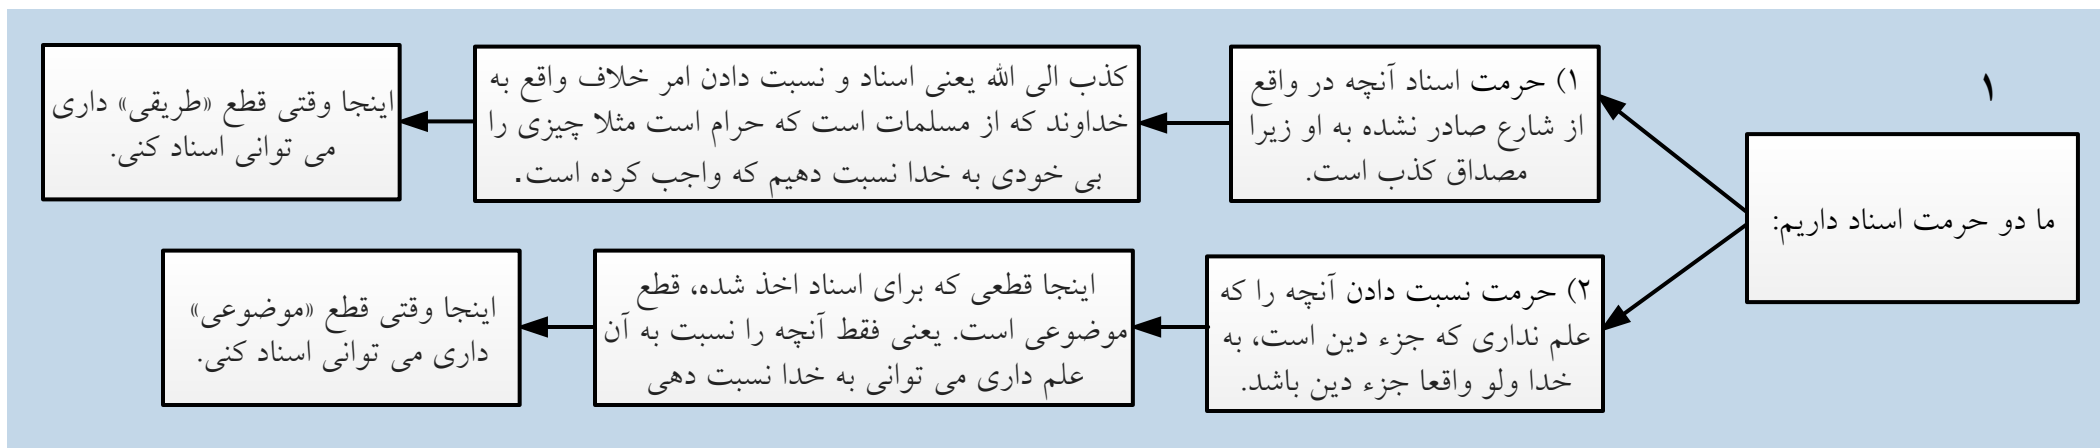 ۱
ما دو حرمت اسناد داریم:
۱) حرمت اسناد آنچه در واقع
از شارع صادر نشده به او زیرا
مصداق کذب است.
کذب الی الله یعنی اسناد و نسبت دادن امر خلاف واقع به
خداوند که از مسلمات است که حرام است مثلا چیزی را
بی خودی به خدا نسبت دهیم که واجب کرده است.
اینجا وقتی قطع «طریقی» داری
می توانی اسناد کنی.
۲) حرمت نسبت دادن آنچه را که
علم نداری که جزء دین است، به
خدا ولو واقعا جزء دین باشد.
اینجا قطعی که برای اسناد اخذ شده، قطع
موضوعی است. یعنی فقط آنچه را نسبت به آن
علم داری می توانی به خدا نسبت دهی
اینجا وقتی قطع «موضوعی»
داری می توانی اسناد کنی.